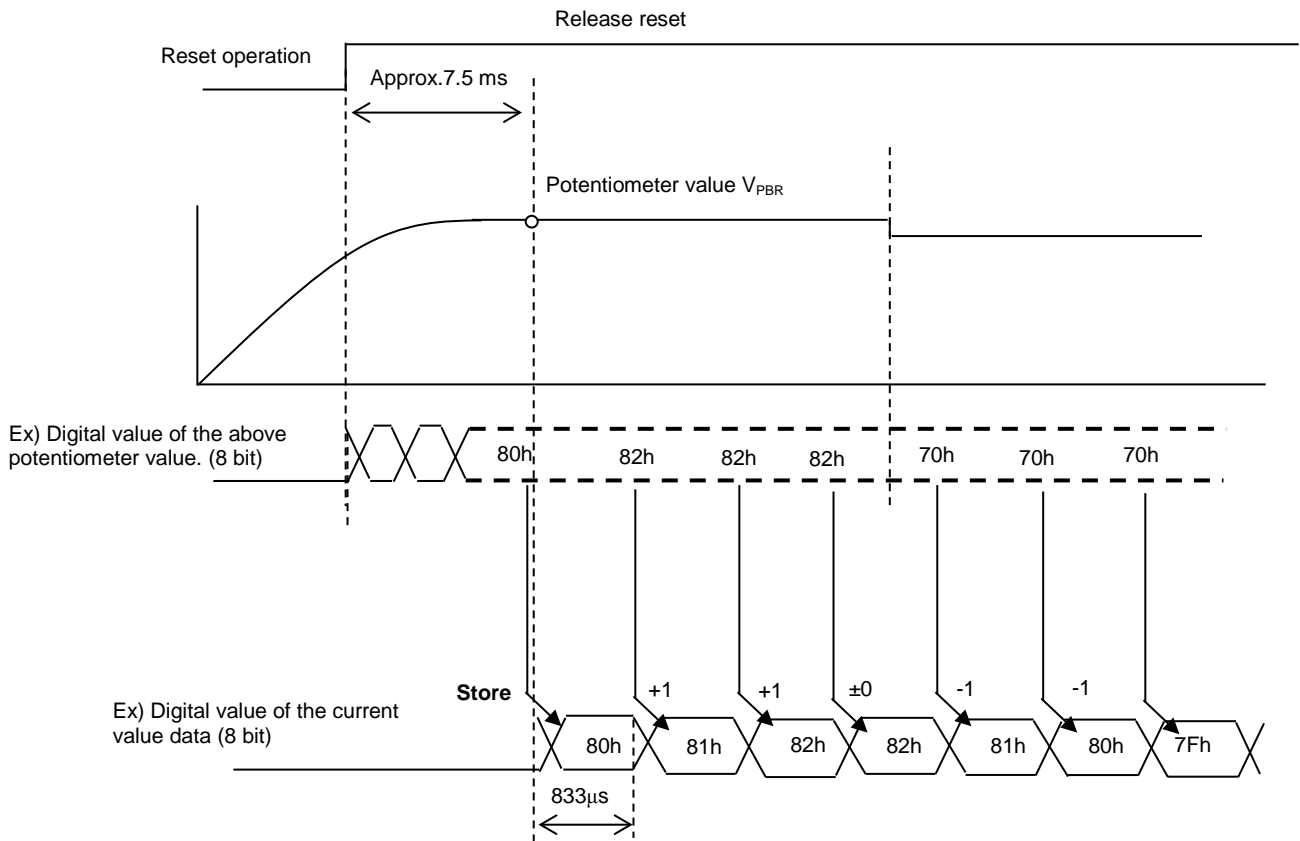 Release reset
Reset operation
Approx.7.5 ms
Potentiometer value VPBR
Ex) Digital value of the above
potentiometer value. (8 bit)
80h 82h 82h 82h 70h 70h 70h
Store +1 +1 ±0 -1 -1
Ex) Digital value of the current
value data (8 bit)
80h 81h 82h 82h 81h 80h 7Fh
833μs